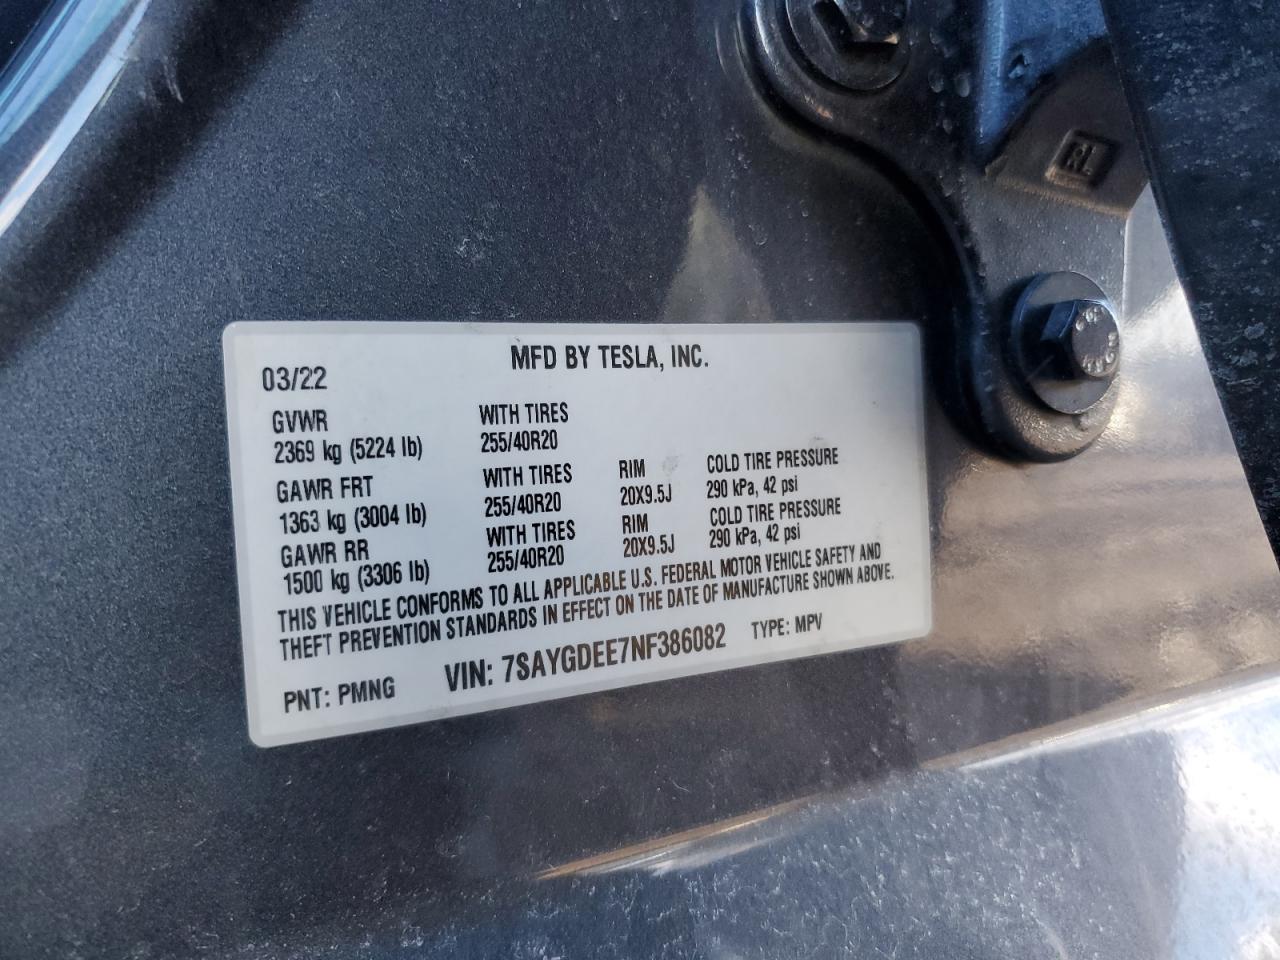 MFD BY TESLA, INC.
03/22
GVWR WITH TIRES
2369 kg (5224 lb) 255/40R20
GAWR FRT WITH TIRES RIM COLD TIRE PRESSURE
1363 kg (3004 lb) 255/40R20 20X9.5J 290 kPa, 42 psi
GAWR RR WITH TIRES RIM COLD TIRE PRESSURE
1500 kg (3306 lb) 255/40R20 20X9.5J 290 kPa, 42 psi
THIS VEHICLE CONFORMS TO ALL APPLICABLE U.S. FEDERAL MOTOR VEHICLE SAFETY AND
THEFT PREVENTION STANDARDS IN EFFECT ON THE DATE OF MANUFACTURE SHOWN ABOVE.
PNT: PMNG VIN: 7SAYGDEE7NF386082 TYPE: MPV
RL